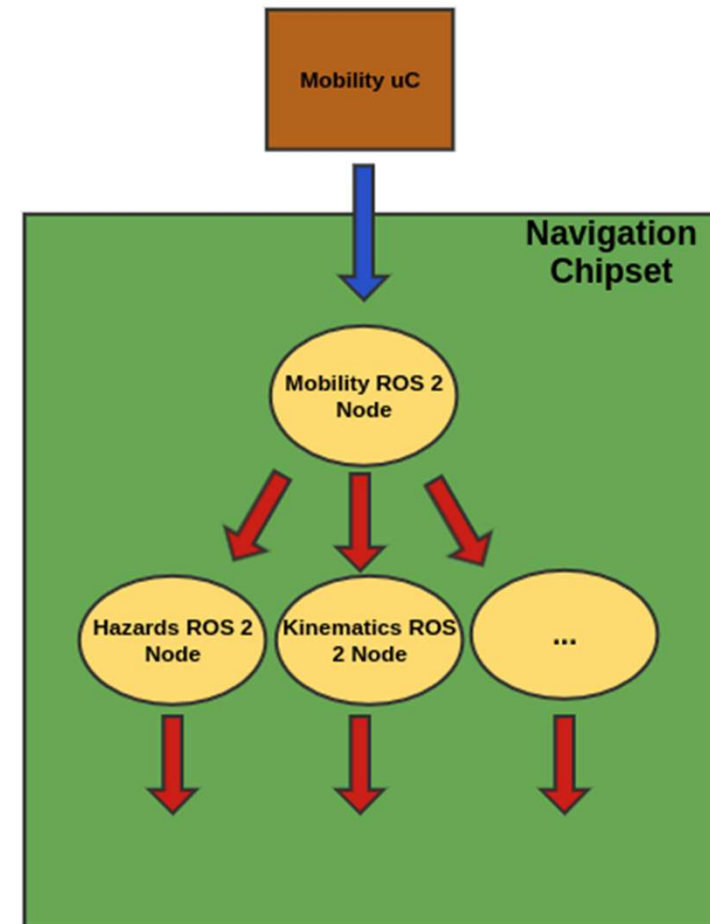 Mobility uC
Navigation
Chipset
Mobility ROS 2
Node
Hazards ROS 2
Node
Kinematics ROS
2 Node
...